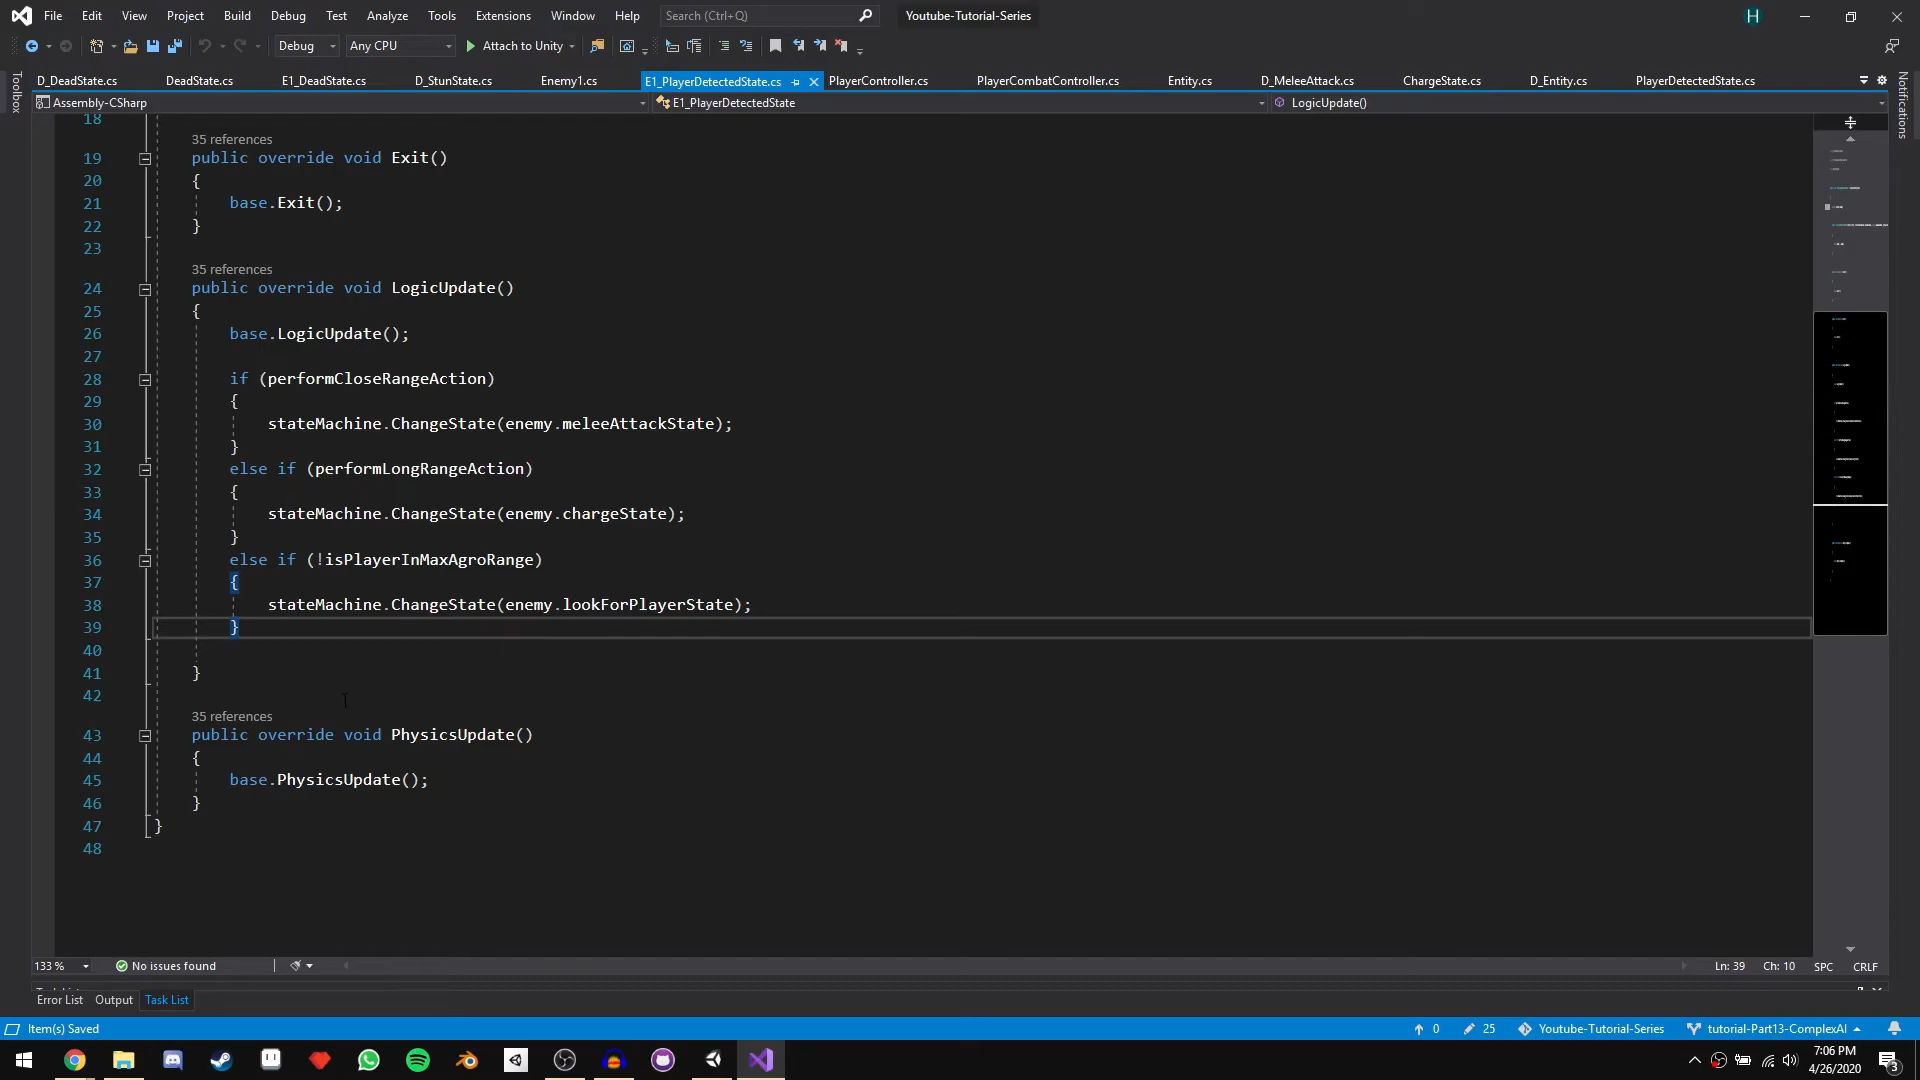 File Edit View Project Build Debug Test Analyze Tools Extensions Window Help Search (Ctrl+Q) Youtube-Tutorial-Series H
Debug Any CPU Attach to Unity
D_DeadState.cs DeadState.cs E1_DeadState.cs D_StunState.cs Enemy1.cs E1_PlayerDetectedState.cs PlayerController.cs PlayerCombatController.cs Entity.cs D_MeleeAttack.cs ChargeState.cs D_Entity.cs PlayerDetectedState.cs
Toolbox
Notifications
Assembly-CSharp E1_PlayerDetectedState LogicUpdate()
18
35 references
19 public override void Exit()
20 {
21 base.Exit();
22 }
23
35 references
24 public override void LogicUpdate()
25 {
26 base.LogicUpdate();
27
28 if (performCloseRangeAction)
29 {
30 stateMachine.ChangeState(enemy.meleeAttackState);
31 }
32 else if (performLongRangeAction)
33 {
34 stateMachine.ChangeState(enemy.chargeState);
35 }
36 else if (!isPlayerInMaxAgroRange)
37 {
38 stateMachine.ChangeState(enemy.lookForPlayerState);
39 }
40
41 }
42
35 references
43 public override void PhysicsUpdate()
44 {
45 base.PhysicsUpdate();
46 }
47 }
48
133 % No issues found Ln: 39 Ch: 10 SPC CRLF
Error List Output Task List
Item(s) Saved 0 25 Youtube-Tutorial-Series tutorial-Part13-ComplexAI
7:06 PM
4/26/2020
3